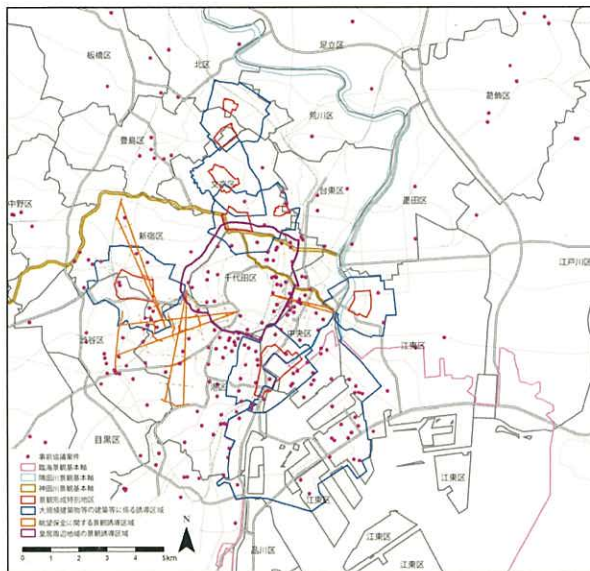 足立区
板橋区
北区
葛飾区
荒川区
豊島区
文京区
台東区
中野区
墨田区
新宿区
江戸川区
千代田区
渋谷区
中央区
江東区
港区
目黒区
江東区
江東区
品川区
江東区
江東区
事前協議案件
臨海景観基本軸
隅田川景観基本軸
神田川景観基本軸
景観形成特別地区
大規模建築物等の建築等に係る誘導区域
眺望保全に関する景観誘導区域
皇居周辺地域の景観誘導区域
N
0 1 2 3 4 5km